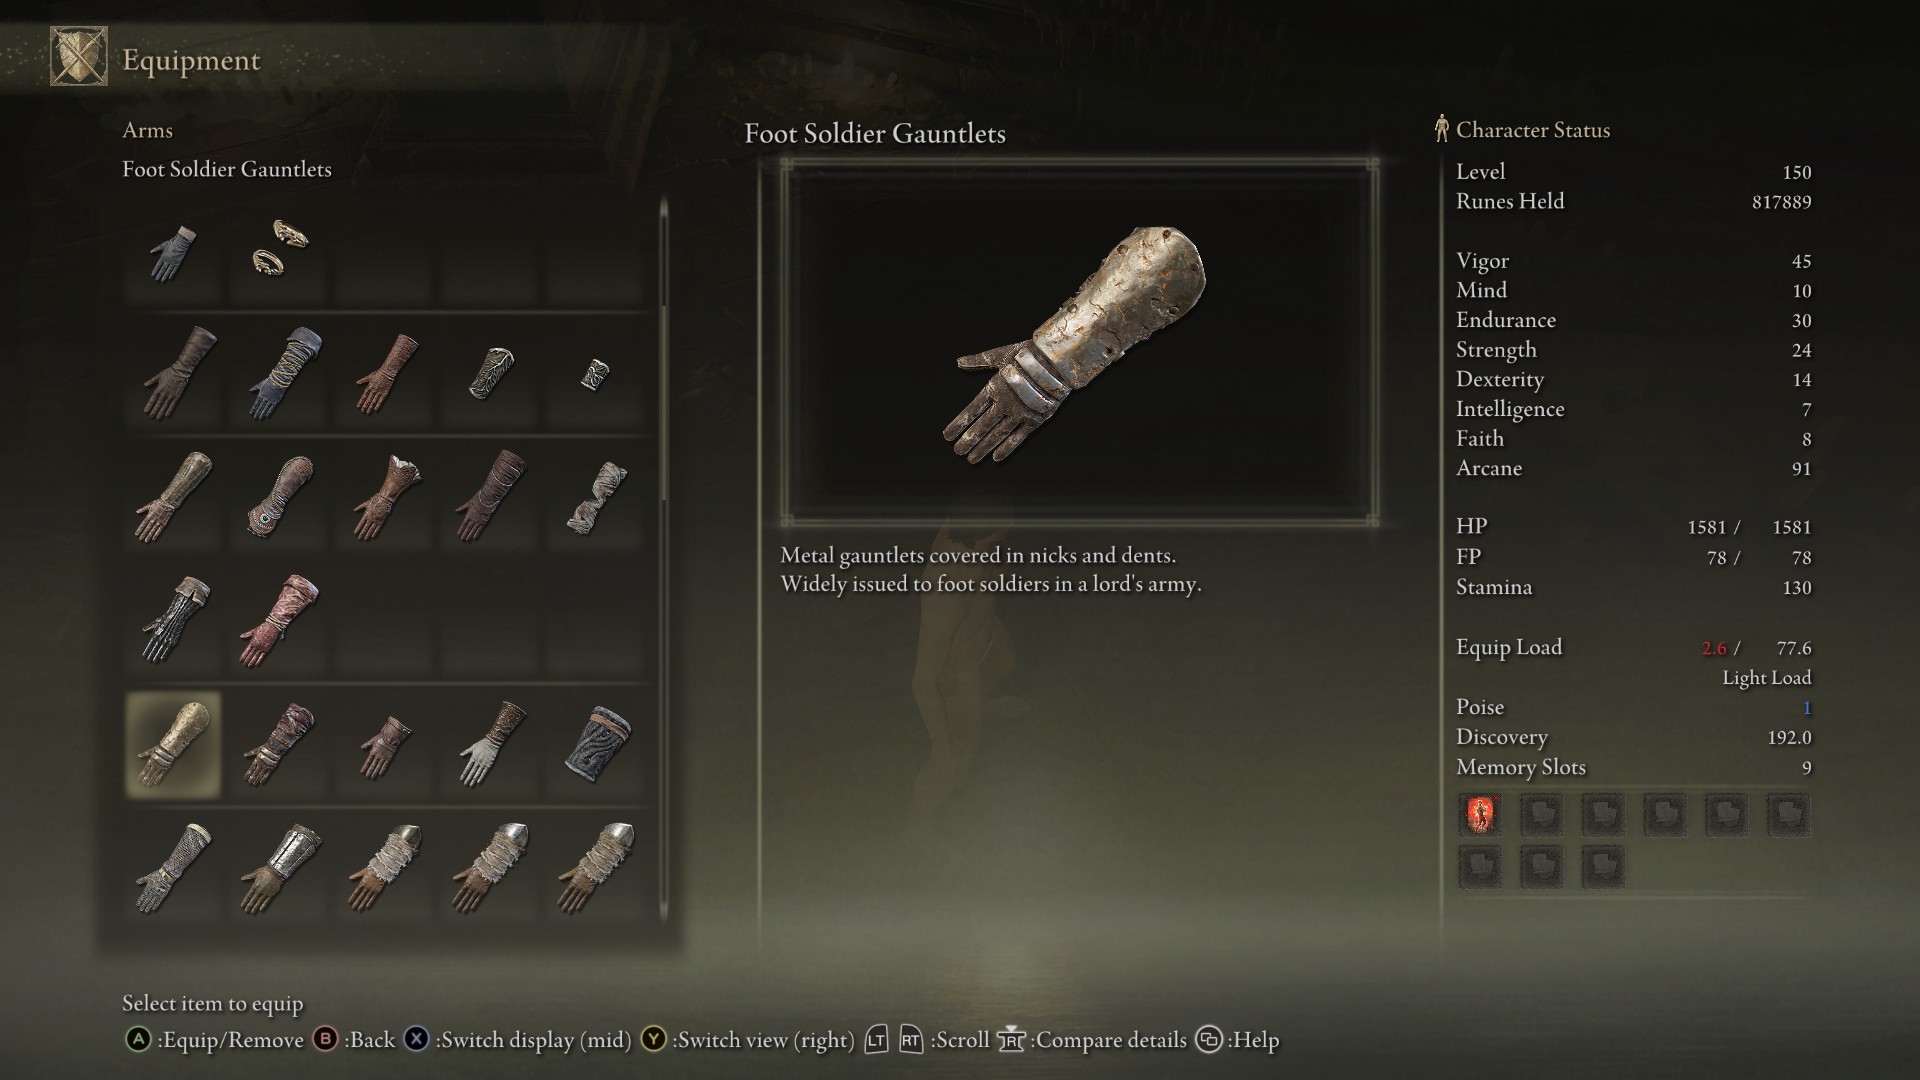 Equipment
Arms
Foot Soldier Gauntlets
Foot Soldier Gauntlets
Metal gauntlets covered in nicks and dents.
Widely issued to foot soldiers in a lord's army.
Character Status
Level 150
Runes Held 817889
Vigor 45
Mind 10
Endurance 30
Strength 24
Dexterity 14
Intelligence 7
Faith 8
Arcane 91
HP 1581 / 1581
FP 78 / 78
Stamina 130
Equip Load 2.6 / 77.6
Light Load
Poise 1
Discovery 192.0
Memory Slots 9
Select item to equip
A :Equip/Remove B :Back X :Switch display (mid) Y :Switch view (right) LT RT :Scroll R :Compare details :Help